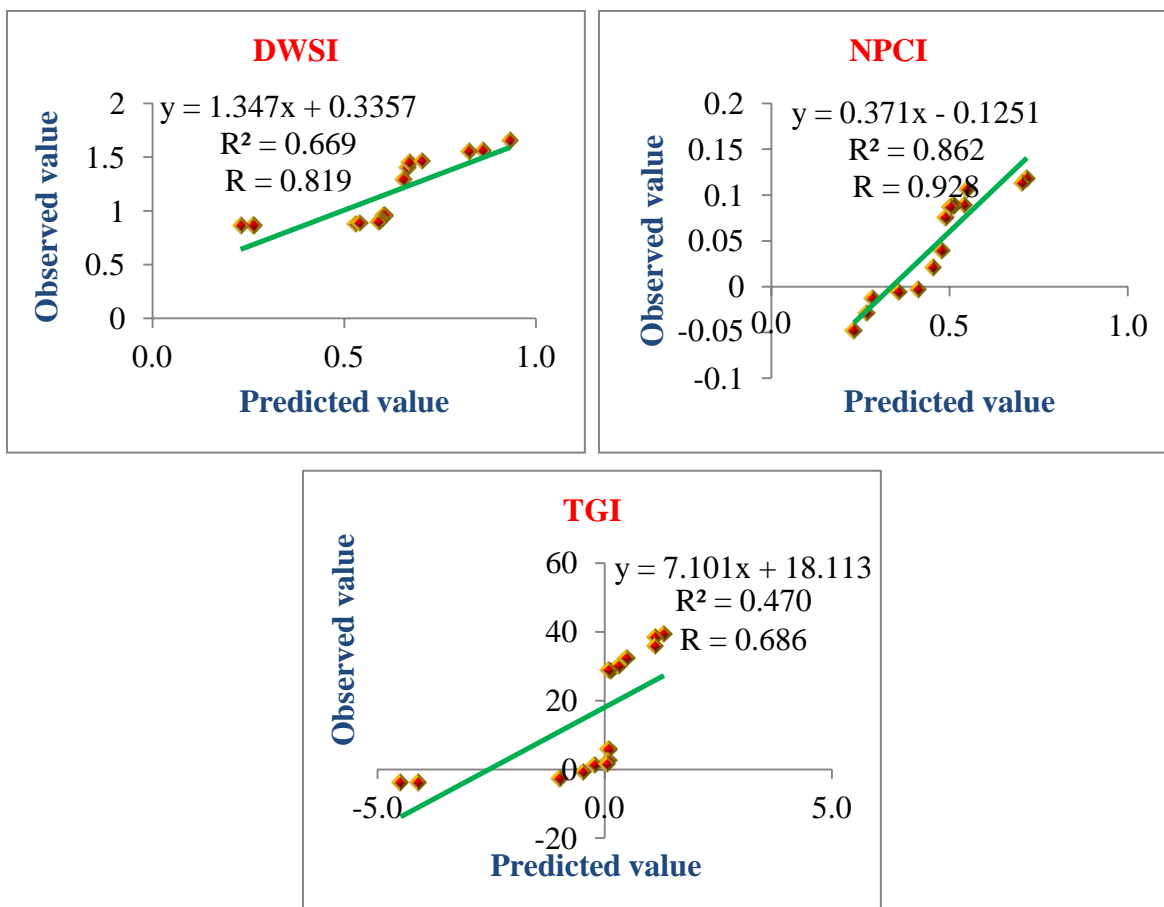 DWSI
y = 1.347x + 0.3357
R² = 0.669
R = 0.819
Observed value
2
1.5
1
0.5
0
0.0
0.5
1.0
Predicted value
NPCI
y = 0.371x - 0.1251
R² = 0.862
R = 0.928
Observed value
0.2
0.15
0.1
0.05
0
-0.05
-0.1
0.0
0.5
1.0
Predicted value
TGI
y = 7.101x + 18.113
R² = 0.470
R = 0.686
Observed value
60
40
20
0
-20
-5.0
0.0
5.0
Predicted value